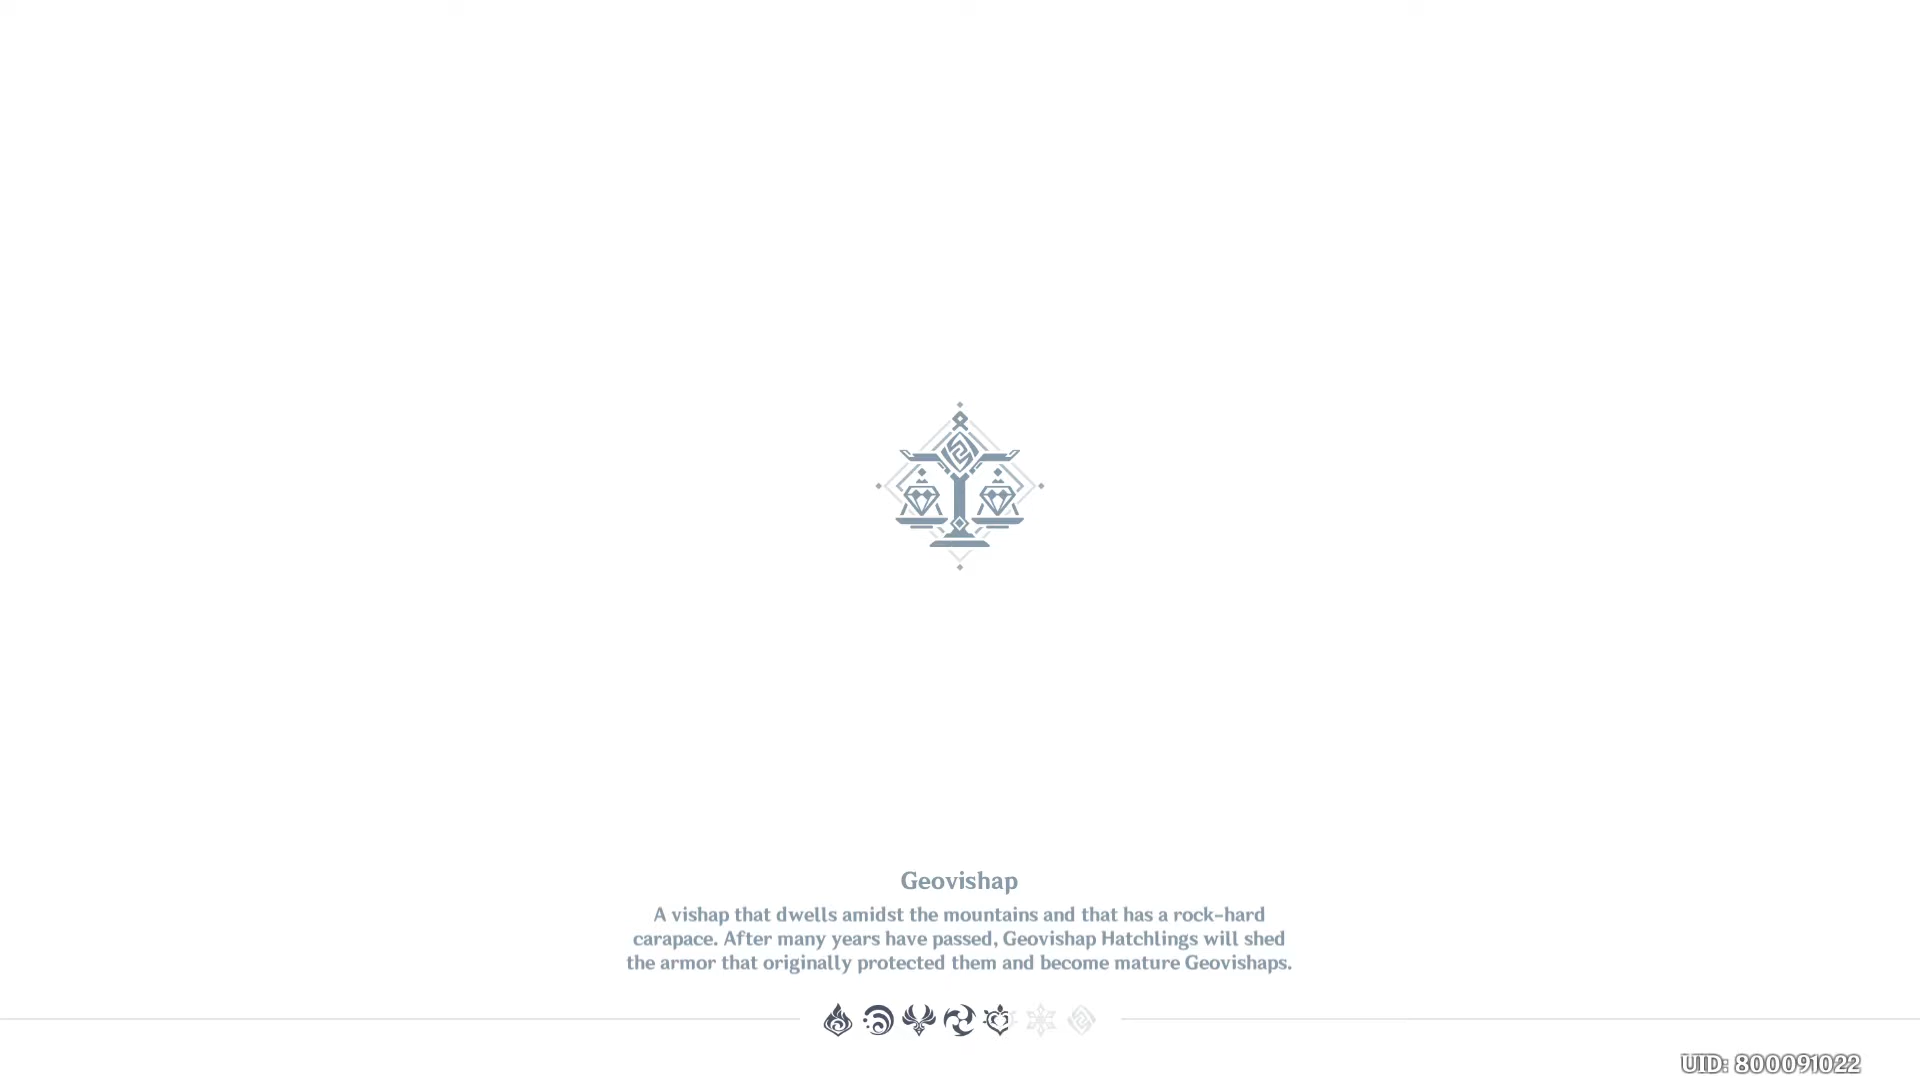 Geovishap
A vishap that dwells amidst the mountains and that has a rock-hard
carapace. After many years have passed, Geovishap Hatchlings will shed
the armor that originally protected them and become mature Geovishaps.
UID: 800091022